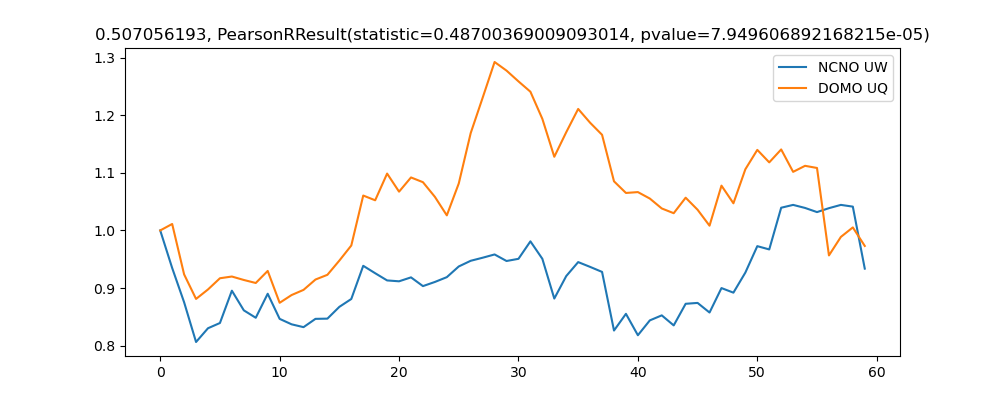 0.507056193, PearsonRResult(statistic=0.48700369009093014, pvalue=7.949606892168215e-05)
NCNO UW
DOMO UQ
1.3
1.2
1.1
1.0
0.9
0.8
0 10 20 30 40 50 60